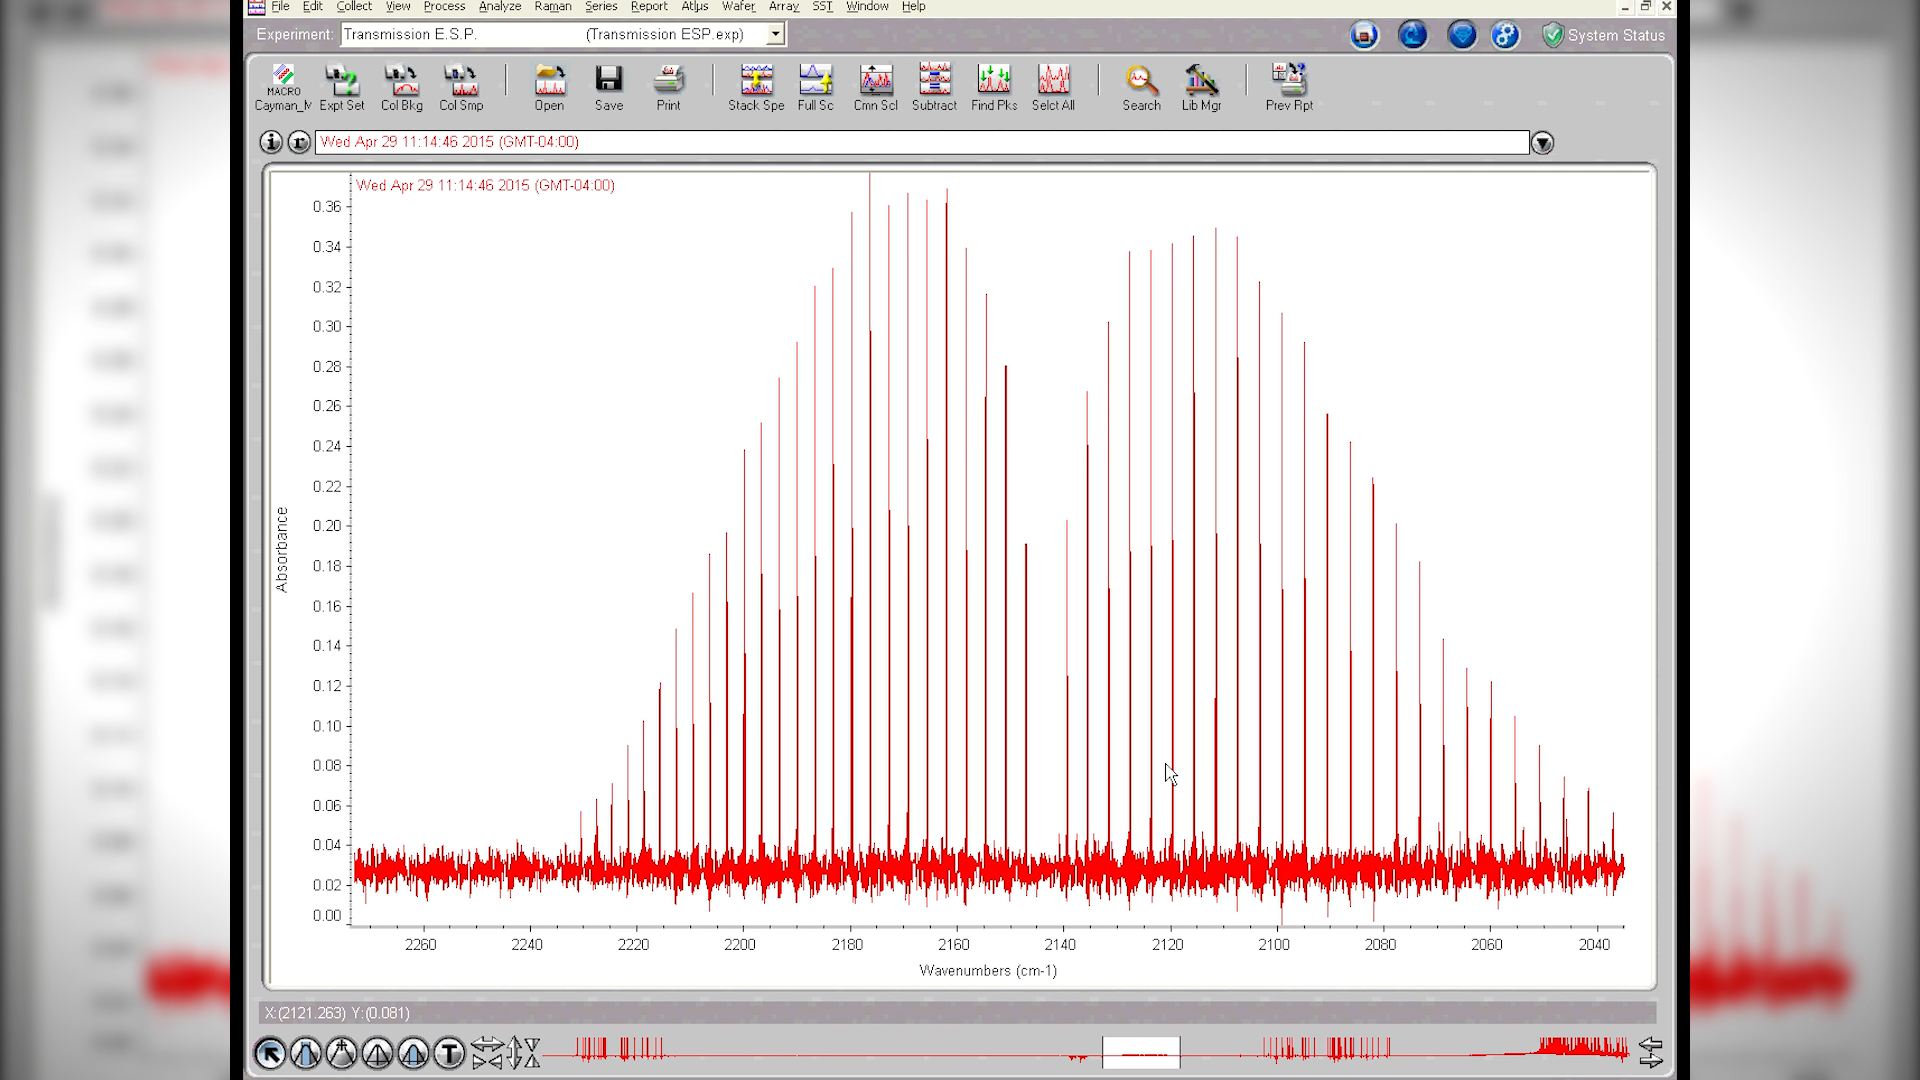 File Edit Collect View Process Analyze Raman Series Report Atlµs Wafer Array SST Window Help
Experiment: Transmission E.S.P. (Transmission ESP.exp) System Status
MACRO
Cayman_M Expt Set Col Bkg Col Smp Open Save Print Stack Spe Full Sc Cmn Scl Subtract Find Pks Selct All Search Lib Mgr Prev Rpt
Wed Apr 29 11:14:46 2015 (GMT-04:00)
Wed Apr 29 11:14:46 2015 (GMT-04:00)
0.36
0.34
0.32
0.30
0.28
0.26
0.24
0.22
0.20
0.18
0.16
0.14
0.12
0.10
0.08
0.06
0.04
0.02
0.00
Absorbance
2260 2240 2220 2200 2180 2160 2140 2120 2100 2080 2060 2040
Wavenumbers (cm-1)
X:(2121.263) Y:(0.081)
T